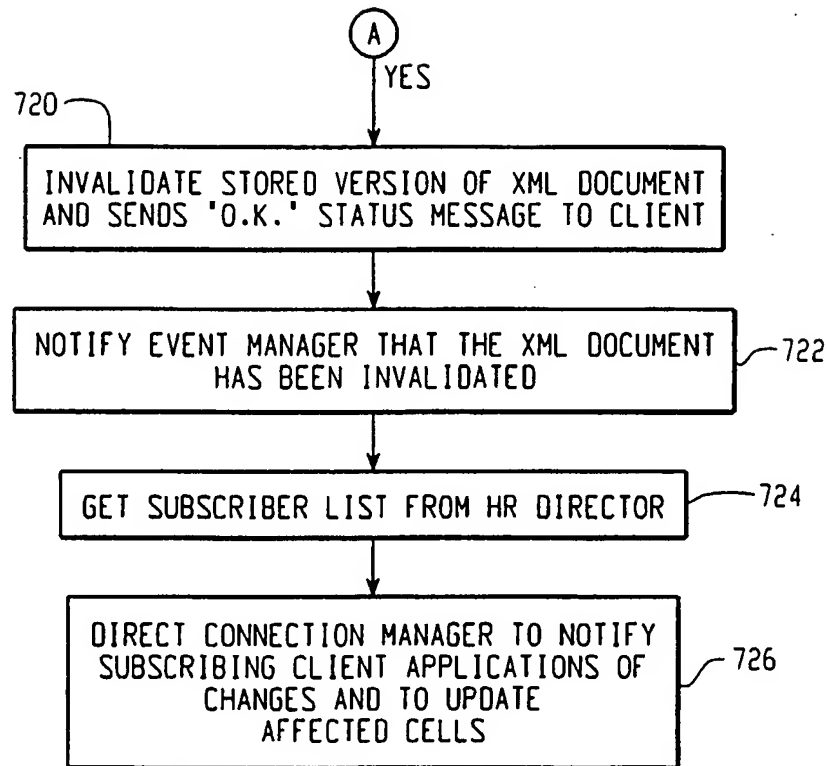 A
YES
720
INVALIDATE STORED VERSION OF XML DOCUMENT
AND SENDS "O.K." STATUS MESSAGE TO CLIENT
NOTIFY EVENT MANAGER THAT THE XML DOCUMENT
HAS BEEN INVALIDATED
722
GET SUBSCRIBER LIST FROM HR DIRECTOR
724
DIRECT CONNECTION MANAGER TO NOTIFY
SUBSCRIBING CLIENT APPLICATIONS OF
CHANGES AND TO UPDATE
AFFECTED CELLS
726